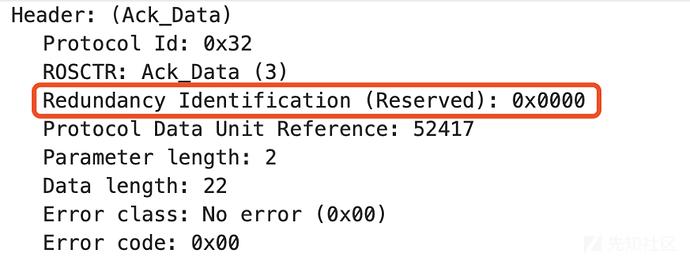 Header: (Ack_Data)
Protocol Id: 0x32
ROSCTR: Ack_Data (3)
Redundancy Identification (Reserved): 0x0000
Protocol Data Unit Reference: 52417
Parameter length: 2
Data length: 22
Error class: No error (0x00)
Error code: 0x00
先知社区